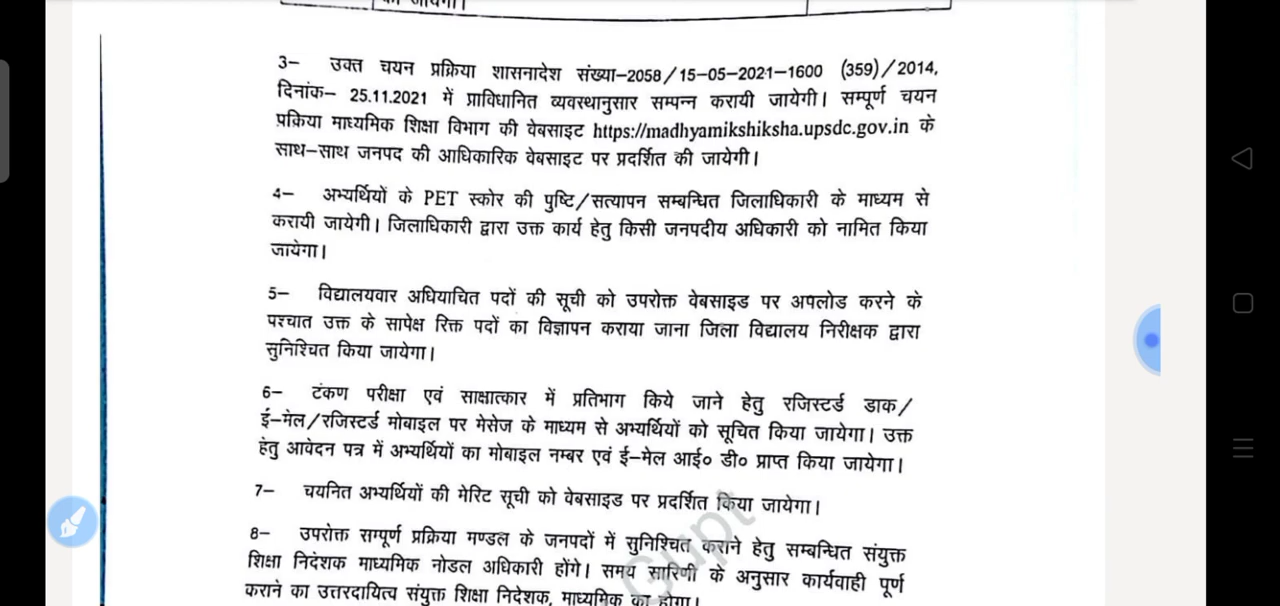 की जायेगी।
3- उक्त चयन प्रक्रिया शासनादेश संख्या-2058/15-05-2021-1600 (359)/2014,
दिनांक- 25.11.2021 में प्राविधानित व्यवस्थानुसार सम्पन्न करायी जायेगी। सम्पूर्ण चयन
प्रक्रिया माध्यमिक शिक्षा विभाग की वेबसाइट https://madhyamikshiksha.upsdc.gov.in के
साथ-साथ जनपद की आधिकारिक वेबसाइट पर प्रदर्शित की जायेगी।
4- अभ्यर्थियों के PET स्कोर की पुष्टि/सत्यापन सम्बन्धित जिलाधिकारी के माध्यम से
करायी जायेगी। जिलाधिकारी द्वारा उक्त कार्य हेतु किसी जनपदीय अधिकारी को नामित किया
जायेगा।
5- विद्यालयवार अधियाचित पदों की सूची को उपरोक्त वेबसाइड पर अपलोड करने के
पश्चात उक्त के सापेक्ष रिक्त पदों का विज्ञापन कराया जाना जिला विद्यालय निरीक्षक द्वारा
सुनिश्चित किया जायेगा।
6- टंकण परीक्षा एवं साक्षात्कार में प्रतिभाग किये जाने हेतु रजिस्टर्ड डाक/
ई-मेल/रजिस्टर्ड मोबाइल पर मेसेज के माध्यम से अभ्यर्थियों को सूचित किया जायेगा। उक्त
हेतु आवेदन पत्र में अभ्यर्थियों का मोबाइल नम्बर एवं ई-मेल आई० डी० प्राप्त किया जायेगा।
7- चयनित अभ्यर्थियों की मेरिट सूची को वेबसाइड पर प्रदर्शित किया जायेगा।
8- उपरोक्त सम्पूर्ण प्रक्रिया मण्डल के जनपदों में सुनिश्चित कराने हेतु सम्बन्धित संयुक्त
शिक्षा निदेशक माध्यमिक नोडल अधिकारी होंगे। समय सारिणी के अनुसार कार्यवाही पूर्ण
कराने का उत्तरदायित्व संयुक्त शिक्षा निदेशक, माध्यमिक का होगा।
Gupt